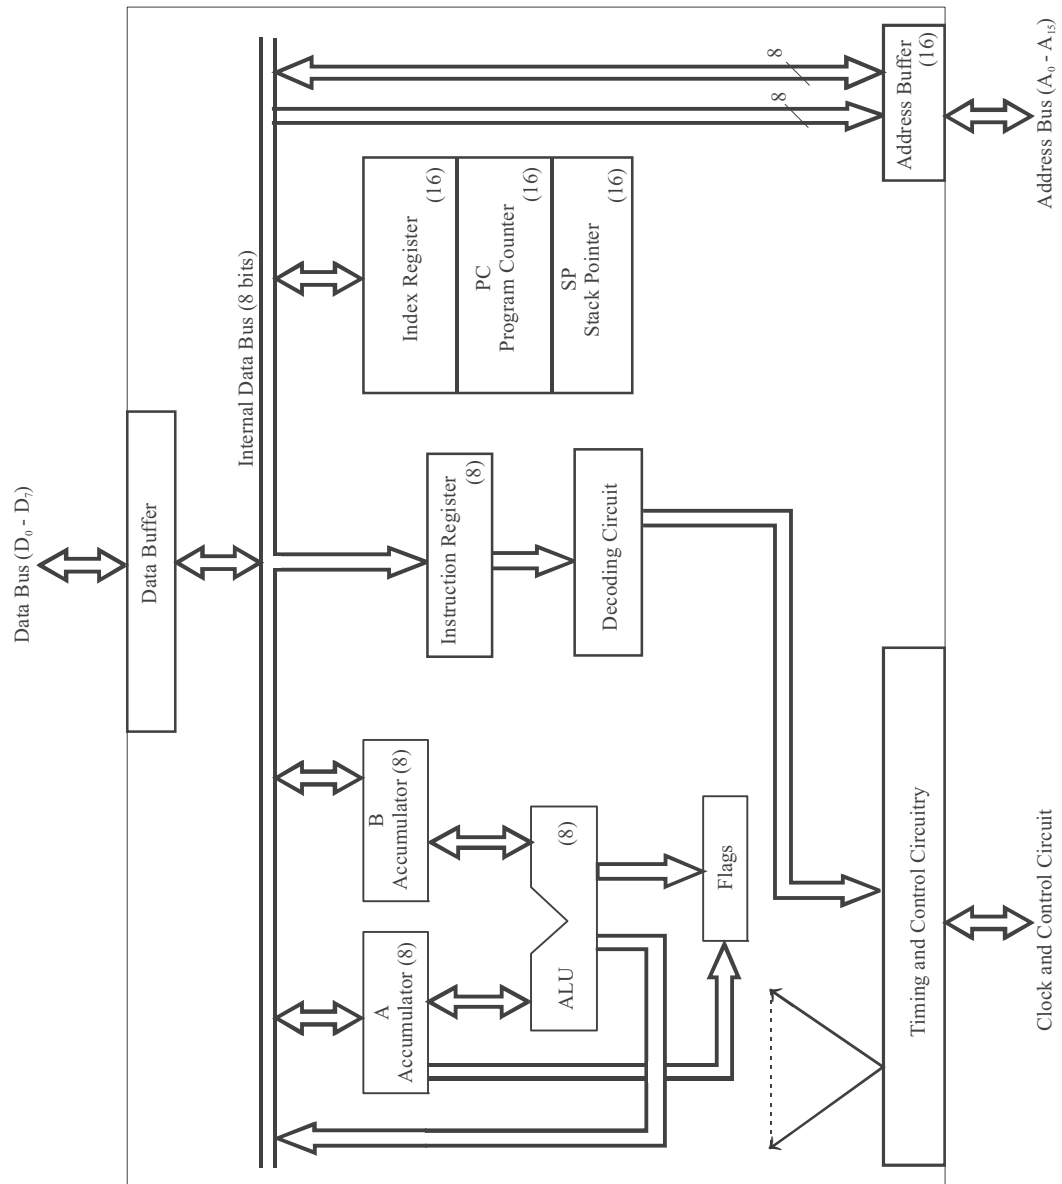 Data Bus (D₀ - D₇)
Data Buffer
Internal Data Bus (8 bits)
A
Accumulator (8)
B
Accumulator (8)
ALU
(8)
Flags
Instruction Register
(8)
Decoding Circuit
Index Register
(16)
PC
Program Counter
(16)
SP
Stack Pointer
(16)
8
8
Address Buffer
(16)
Address Bus (A₀ - A₁₅)
Timing and Control Circuitry
Clock and Control Circuit